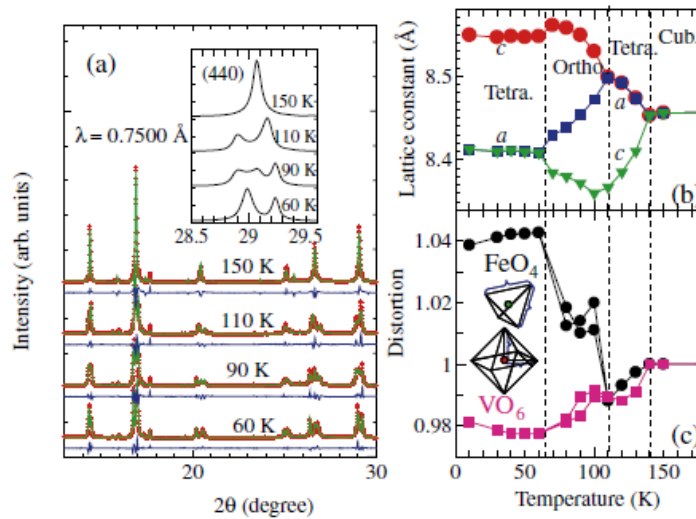 (a)
(440)
150 K
110 K
90 K
60 K
28.5 29 29.5
λ = 0.7500 Å
150 K
110 K
90 K
60 K
20 30
2θ (degree)
Intensity (arb. units)
Lattice constant (Å)
8.5
8.4
c
Tetra.
a
Ortho.
Tetra.
a
c
Cub.
(b)
Distortion
1.04
1.02
1
0.98
FeO4
VO6
(c)
0 50 100 150
Temperature (K)